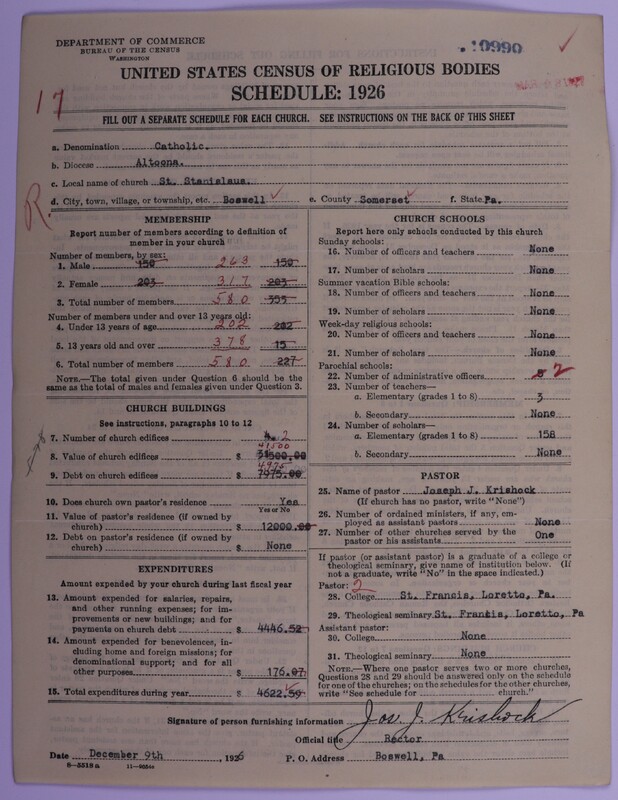 DEPARTMENT OF COMMERCE
BUREAU OF THE CENSUS
WASHINGTON
10990
UNITED STATES CENSUS OF RELIGIOUS BODIES
SCHEDULE: 1926
17
FILL OUT A SEPARATE SCHEDULE FOR EACH CHURCH. SEE INSTRUCTIONS ON THE BACK OF THIS SHEET
a. Denomination Catholic.
b. Diocese Altoona.
c. Local name of church St. Stanislaus.
d. City, town, village, or township, etc. Boswell e. County Somerset f. State Pa.
R
MEMBERSHIP
Report number of members according to definition of
member in your church
Number of members, by sex:
1. Male 150 263 150
2. Female 203 317 203
3. Total number of members 580 353
Number of members under and over 13 years old:
4. Under 13 years of age 202 212
5. 13 years old and over 378 15
6. Total number of members 580 227
NOTE.—The total given under Question 6 should be
same as the total of males and females given under Question 3.
CHURCH BUILDINGS
See instructions, paragraphs 10 to 12
7. Number of church edifices 2
41500
8. Value of church edifices $
4975
9. Debt on church edifices $ 7975.00
10. Does church own pastor's residence Yes
Yes or No
11. Value of pastor's residence (if owned by
church) $ 12000.00
12. Debt on pastor's residence (if owned by
church) $ None
EXPENDITURES
Amount expended by your church during last fiscal year
13. Amount expended for salaries, repairs,
and other running expenses; for im-
provements or new buildings; and for
payments on church debt $ 4446.52
14. Amount expended for benevolences, in-
cluding home and foreign missions; for
denominational support; and for all
other purposes $ 176.07
15. Total expenditures during year $ 4622.59
CHURCH SCHOOLS
Report here only schools conducted by this church
Sunday schools:
16. Number of officers and teachers None
17. Number of scholars None
Summer vacation Bible schools:
18. Number of officers and teachers None
19. Number of scholars None
Week-day religious schools:
20. Number of officers and teachers None
21. Number of scholars None
Parochial schools:
22. Number of administrative officers 2
23. Number of teachers—
a. Elementary (grades 1 to 8) 3
b. Secondary None
24. Number of scholars—
a. Elementary (grades 1 to 8) 158
b. Secondary None
PASTOR
25. Name of pastor Joseph J. Krishock
(If church has no pastor, write "None")
26. Number of ordained ministers, if any, em-
ployed as assistant pastors None
27. Number of other churches served by the
pastor or his assistants One
If pastor (or assistant pastor) is a graduate of a college or
theological seminary, give name of institution below. (If
not a graduate, write "No" in the space indicated.)
Pastor: 2
28. College St. Francis, Loretto, Pa.
29. Theological seminary St. Francis, Loretto, Pa
Assistant pastor:
30. College None
31. Theological seminary None
NOTE.—Where one pastor serves two or more churches,
Questions 28 and 29 should be answered only on the schedule
for one of the churches; on the schedules for the other churches,
write "See schedule for church."
Signature of person furnishing information Jos. J. Krishock
Official title Rector
Date December 9th, 1926 P. O. Address Boswell, Pa
8—5518a